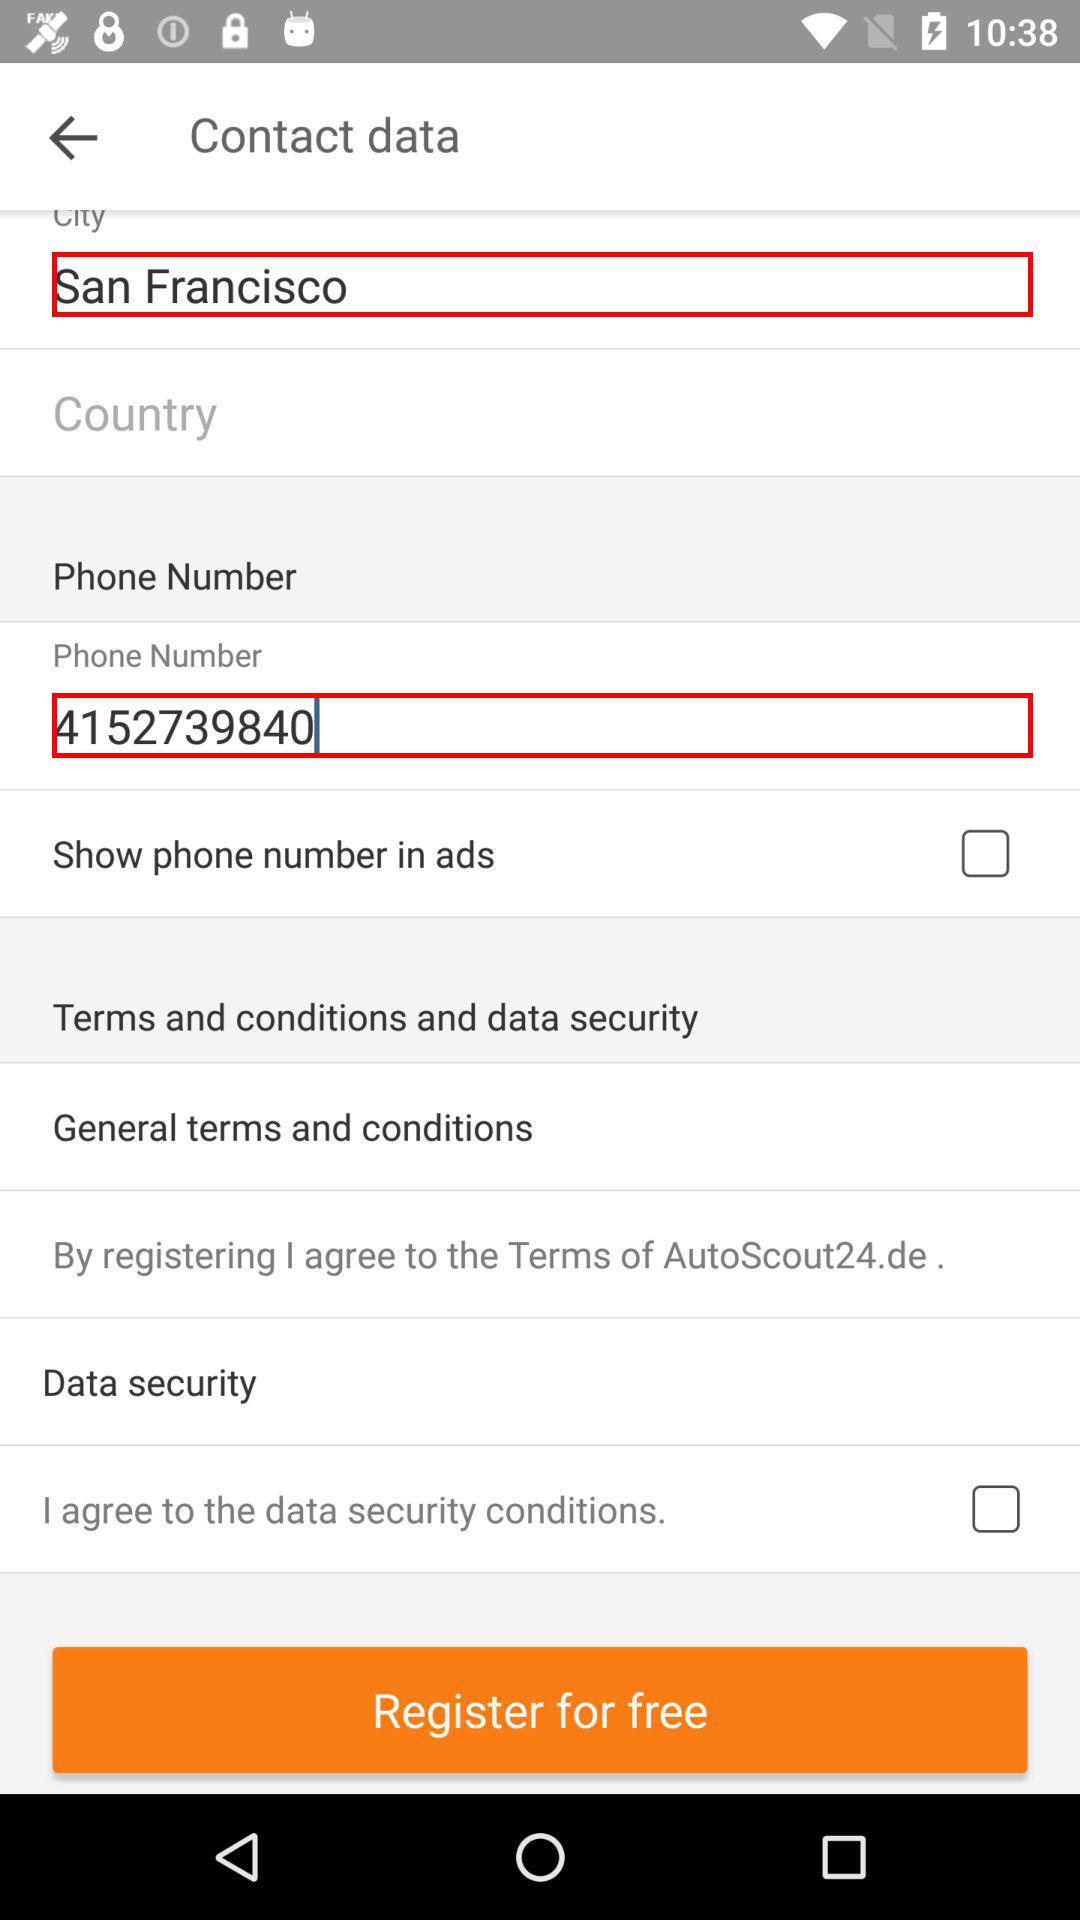 FAKE
10:38
Contact data
City
San Francisco
Country
Phone Number
Phone Number
4152739840
Show phone number in ads
Terms and conditions and data security
General terms and conditions
By registering I agree to the Terms of AutoScout24.de .
Data security
I agree to the data security conditions.
Register for free